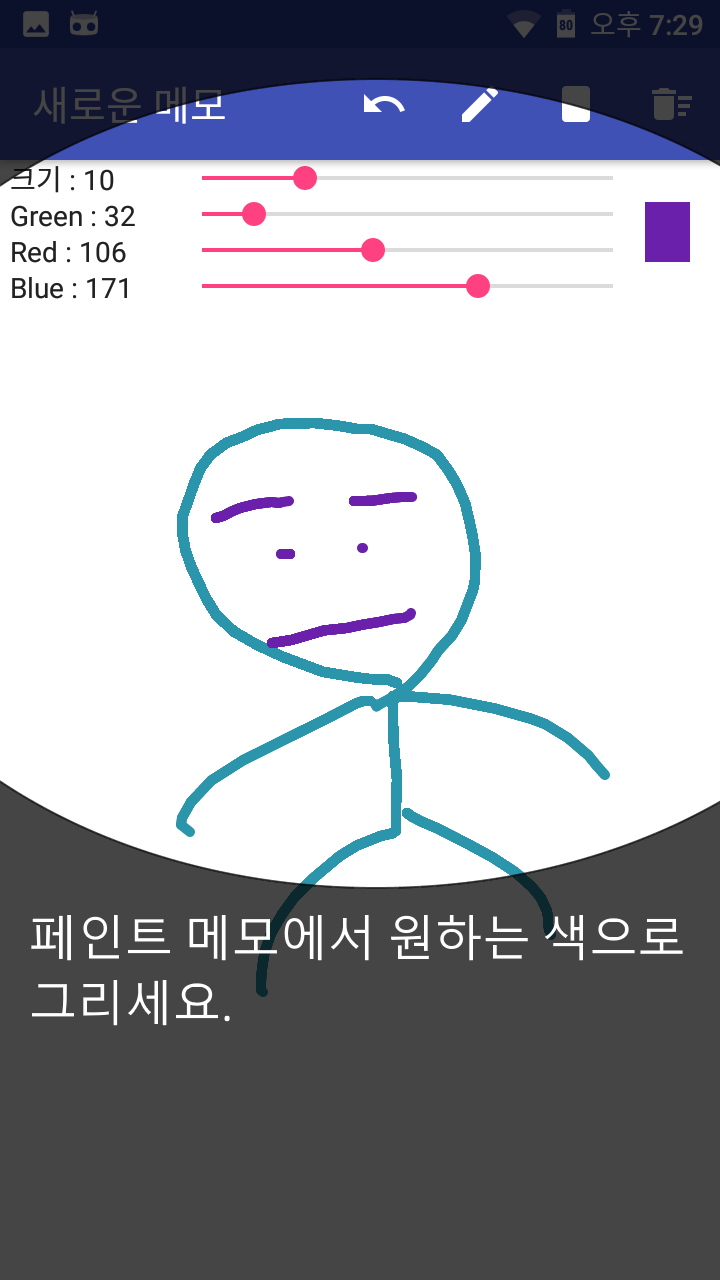 80 오후 7:29
새로운 메모
크기 : 10
Green : 32
Red : 106
Blue : 171
페인트 메모에서 원하는 색으로
그리세요.